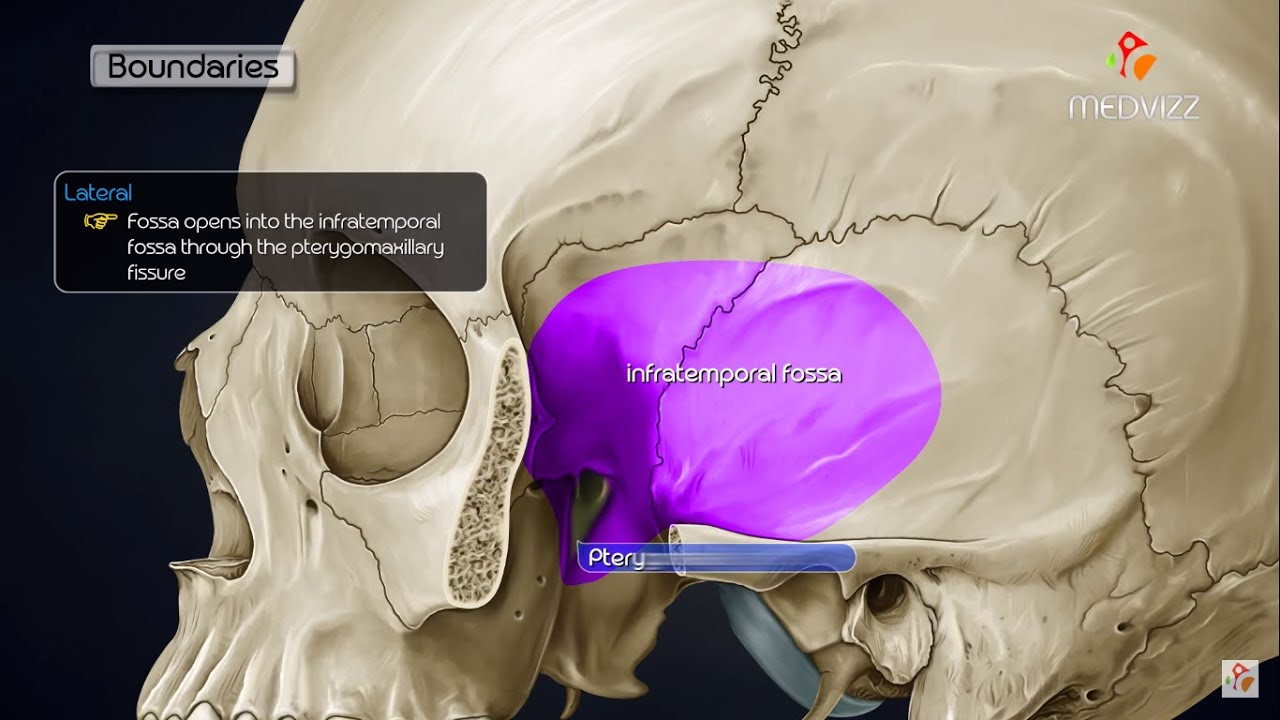 Boundaries
MEDVIZZ
Lateral
Fossa opens into the infratemporal
fossa through the pterygomaxillary
fissure
infratemporal fossa
Ptery